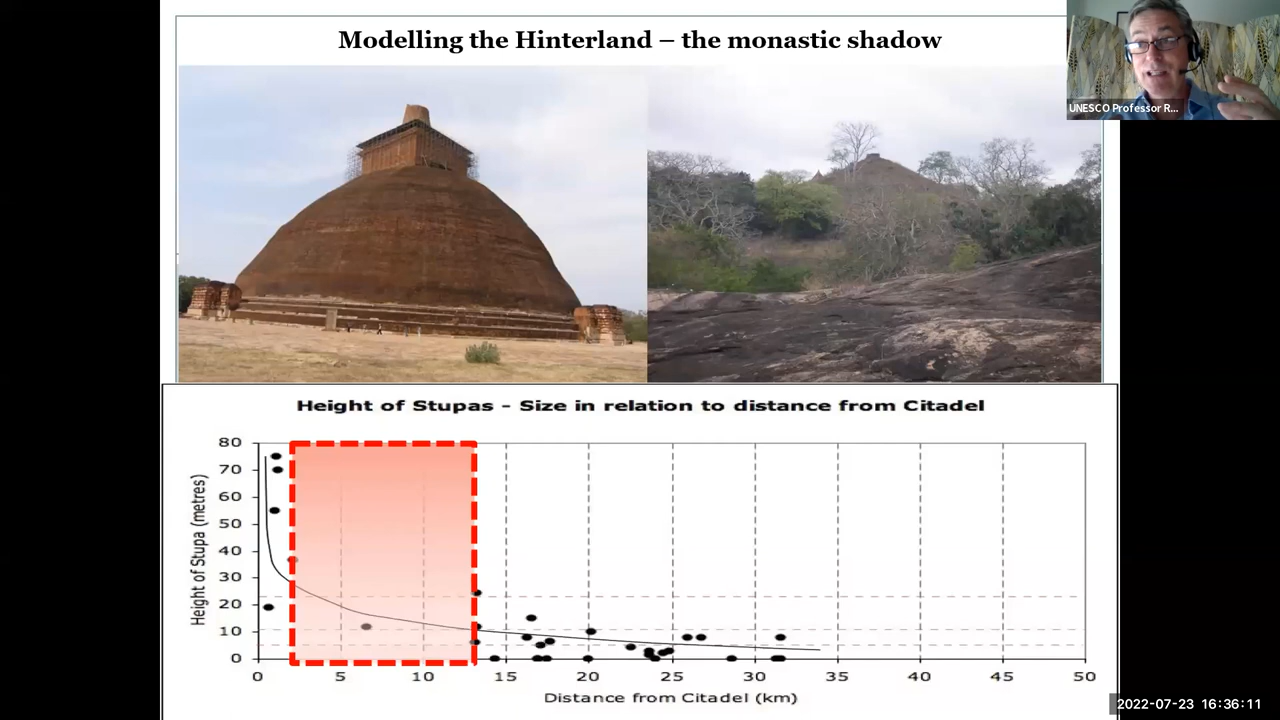 Modelling the Hinterland – the monastic shadow
UNESCO Professor R...
Height of Stupas - Size in relation to distance from Citadel
Height of Stupa (metres)
80
70
60
50
40
30
20
10
0
0 5 10 15 20 25 30 35 40 45 50
Distance from Citadel (km)
2022-07-23 16:36:11